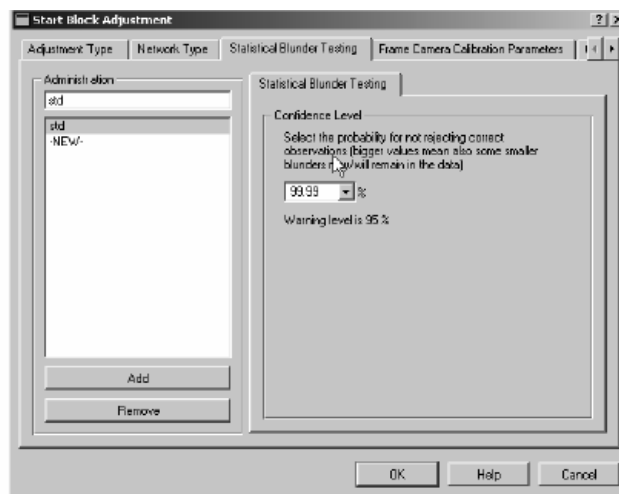 Start Block Adjustment
Adjustment Type Network Type Statistical Blunder Testing Frame Camera Calibration Parameters
Administration
std
std
-NEW-
Add
Remove
Statistical Blunder Testing
Confidence Level
Select the probability for not rejecting correct
observations (bigger values mean also some smaller
blunders will remain in the data)
99.99 %
Warning level is 95 %
OK Help Cancel